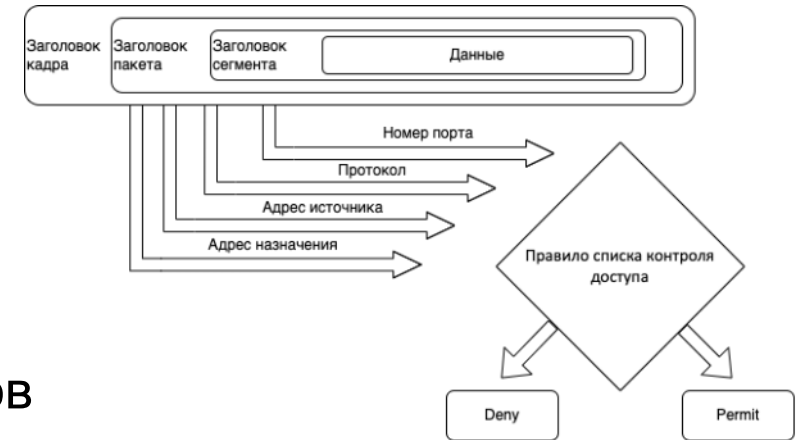 Заголовок кадра
Заголовок пакета
Заголовок сегмента
Данные
Номер порта
Протокол
Адрес источника
Адрес назначения
Правило списка контроля
доступа
ов
Deny
Permit